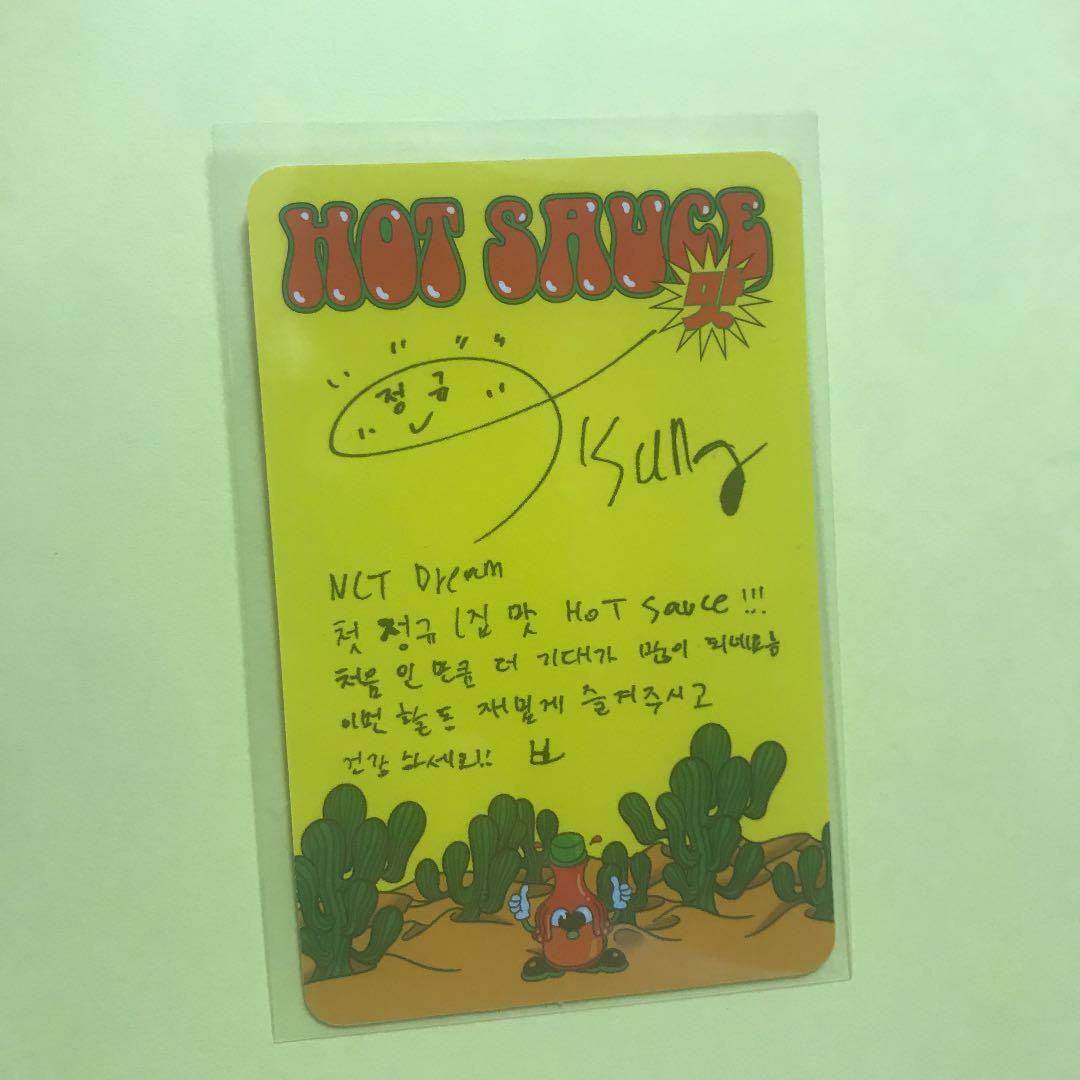 HOT SAUCE
맛
정규
NCT Dream
첫 정규 1집 맛 HoT Sauce!!!
처음 인 만큼 더 기대가 많이 되네요
이번 활동 재밌게 즐겨주시고
건강 하세요!!